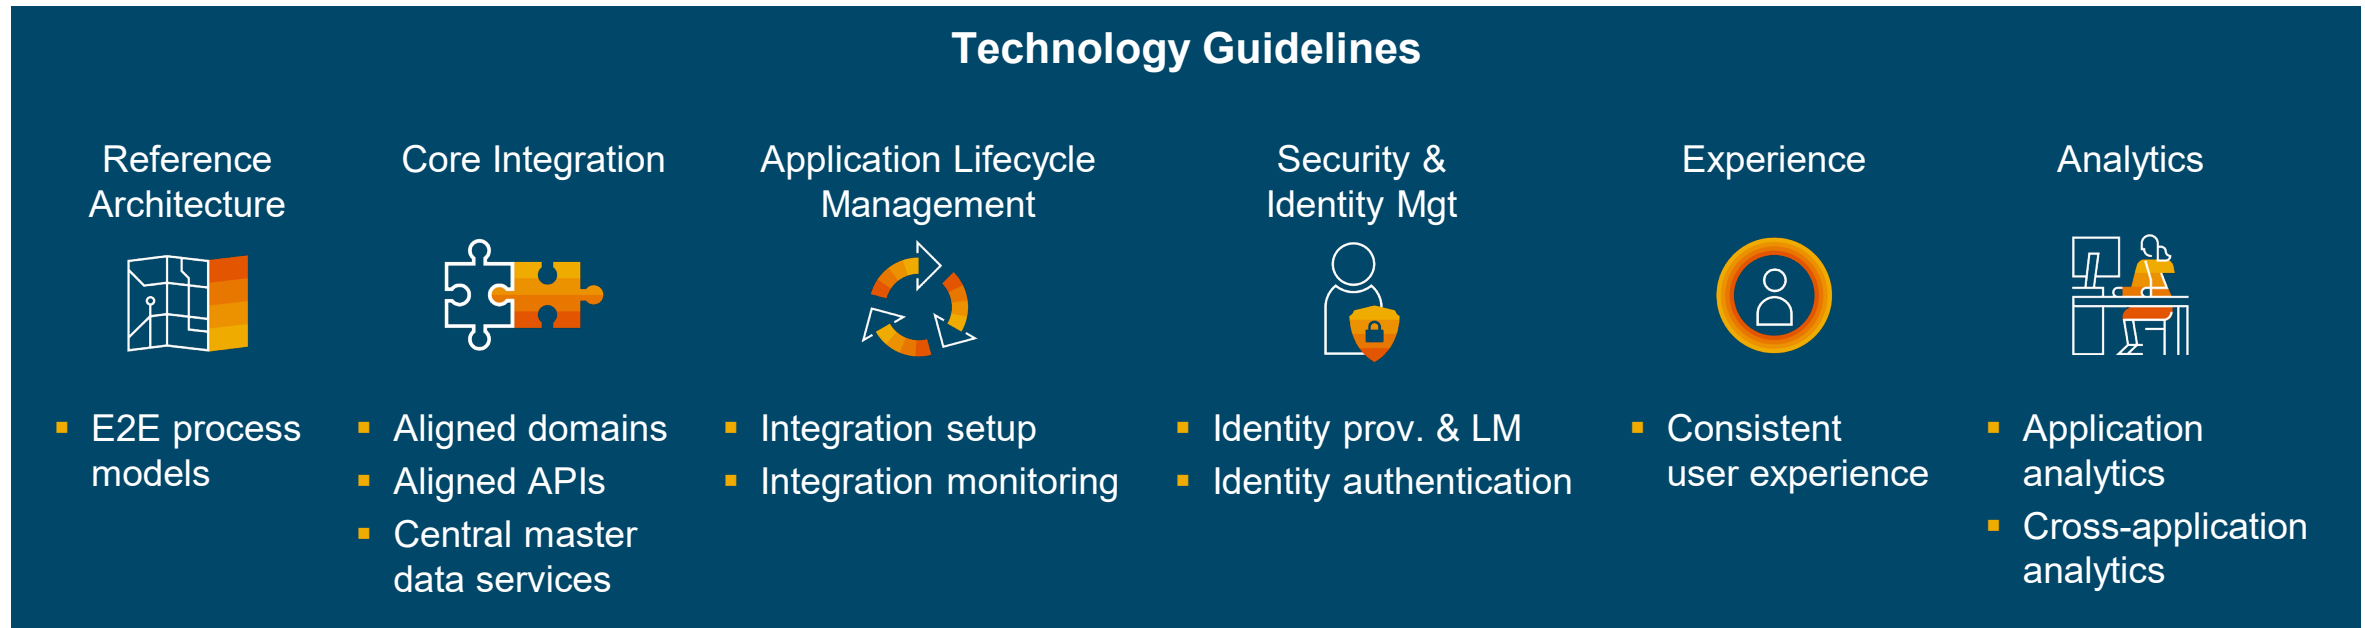 Technology Guidelines
Reference
Architecture
Core Integration
Application Lifecycle
Management
Security &
Identity Mgt
Experience
Analytics
▪ E2E process
models
▪ Aligned domains
▪ Aligned APIs
▪ Central master
data services
▪ Integration setup
▪ Integration monitoring
▪ Identity prov. & LM
▪ Identity authentication
▪ Consistent
user experience
▪ Application
analytics
▪ Cross-application
analytics